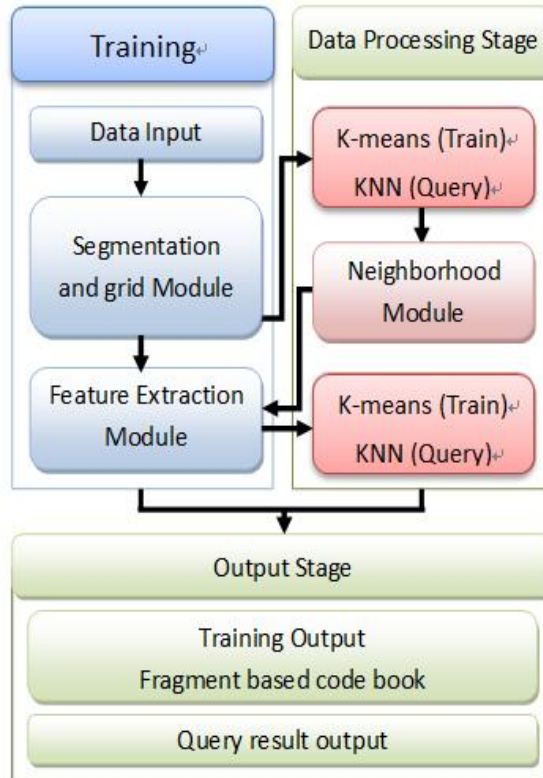 Training
Data Input
Segmentation
and grid Module
Feature Extraction
Module
Data Processing Stage
K-means (Train)
KNN (Query)
Neighborhood
Module
K-means (Train)
KNN (Query)
Output Stage
Training Output
Fragment based code book
Query result output